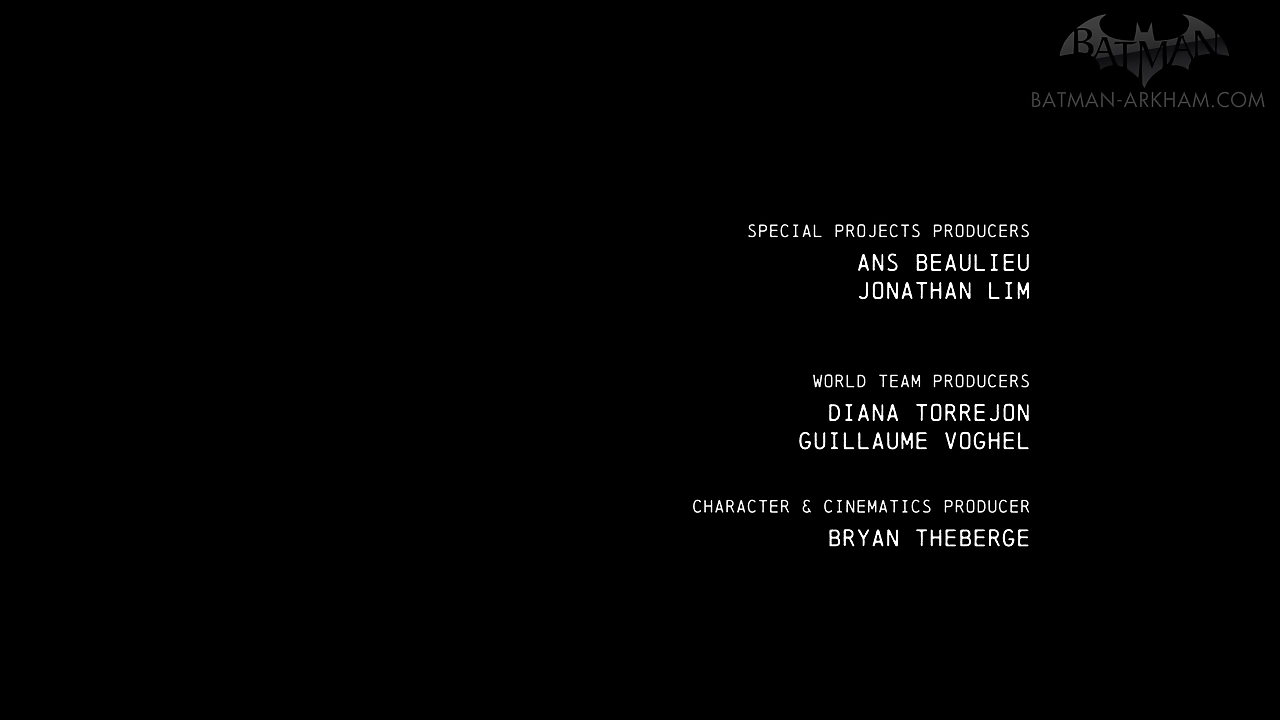 BATMAN
BATMAN-ARKHAM.COM
SPECIAL PROJECTS PRODUCERS
ANS BEAULIEU
JONATHAN LIM
WORLD TEAM PRODUCERS
DIANA TORREJON
GUILLAUME VOGHEL
CHARACTER & CINEMATICS PRODUCER
BRYAN THEBERGE